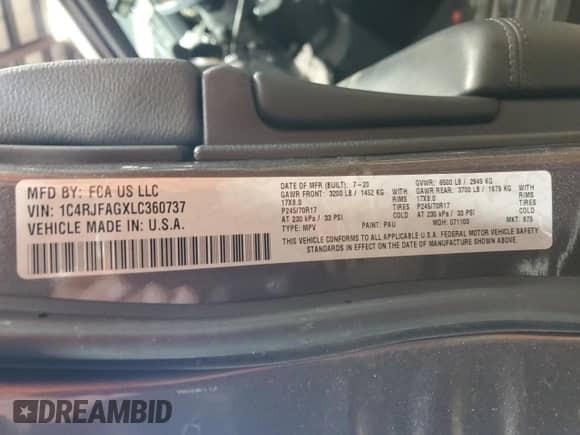 MFD BY: FCA US LLC
VIN: 1C4RJFAGXLC360737
VEHICLE MADE IN: U.S.A.
DATE OF MFR (BUILT): 7-20
GVWR: 6500 LB / 2949 KG
GAWR FRONT: 3200 LB / 1452 KG WITH
17X8.0 RIMS
P245/70R17 TIRES
AT 230 kPa / 33 PSI
TYPE: MPV PAINT: PAU
GAWR REAR: 3700 LB / 1679 KG WITH
17X8.0 RIMS
P245/70R17 TIRES
AT 230 kPa / 33 PSI
MDH: 071103 MKT: 875
THIS VEHICLE CONFORMS TO ALL APPLICABLE U.S.A. FEDERAL MOTOR VEHICLE SAFETY
STANDARDS IN EFFECT ON THE DATE OF MANUFACTURE SHOWN ABOVE.
DREAMBID